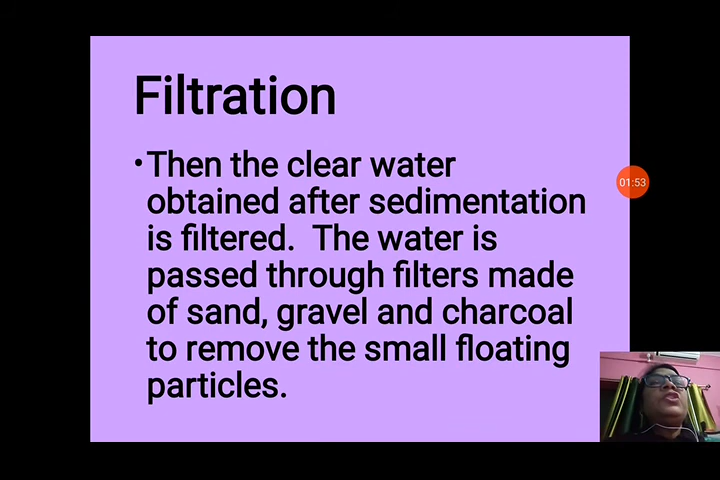 Filtration
•Then the clear water
obtained after sedimentation
is filtered.  The water is
passed through filters made
of sand, gravel and charcoal
to remove the small floating
particles.
01:53